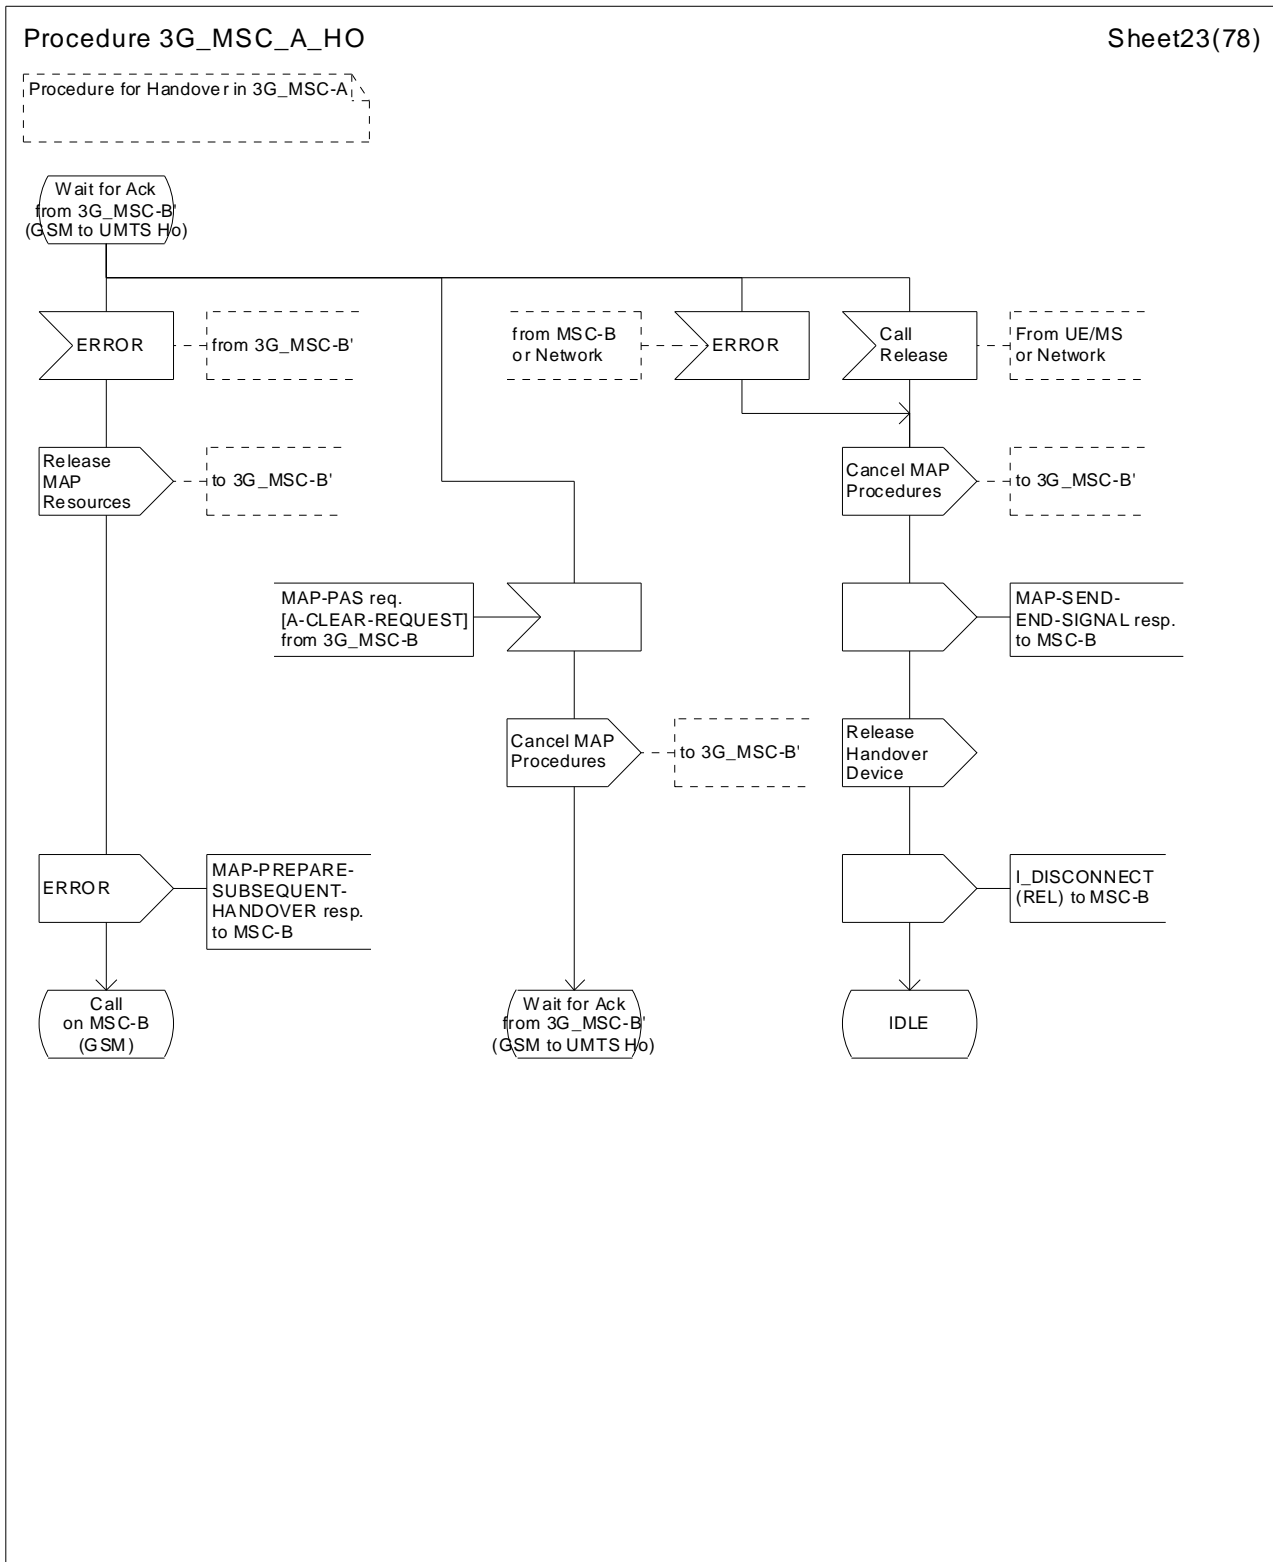 Procedure 3G_MSC_A_HO
Sheet23(78)
Procedure for Handover in 3G_MSC-A
Wait for Ack
from 3G_MSC-B'
(GSM to UMTS Ho)
ERROR
from 3G_MSC-B'
from MSC-B
or Network
ERROR
Call
Release
From UE/MS
or Network
Release
MAP
Resources
to 3G_MSC-B'
Cancel MAP
Procedures
to 3G_MSC-B'
MAP-PAS req.
[A-CLEAR-REQUEST]
from 3G_MSC-B
MAP-SEND-
END-SIGNAL resp.
to MSC-B
Cancel MAP
Procedures
to 3G_MSC-B'
Release
Handover
Device
ERROR
MAP-PREPARE-
SUBSEQUENT-
HANDOVER resp.
to MSC-B
I_DISCONNECT
(REL) to MSC-B
Call
on MSC-B
(GSM)
Wait for Ack
from 3G_MSC-B'
(GSM to UMTS Ho)
IDLE